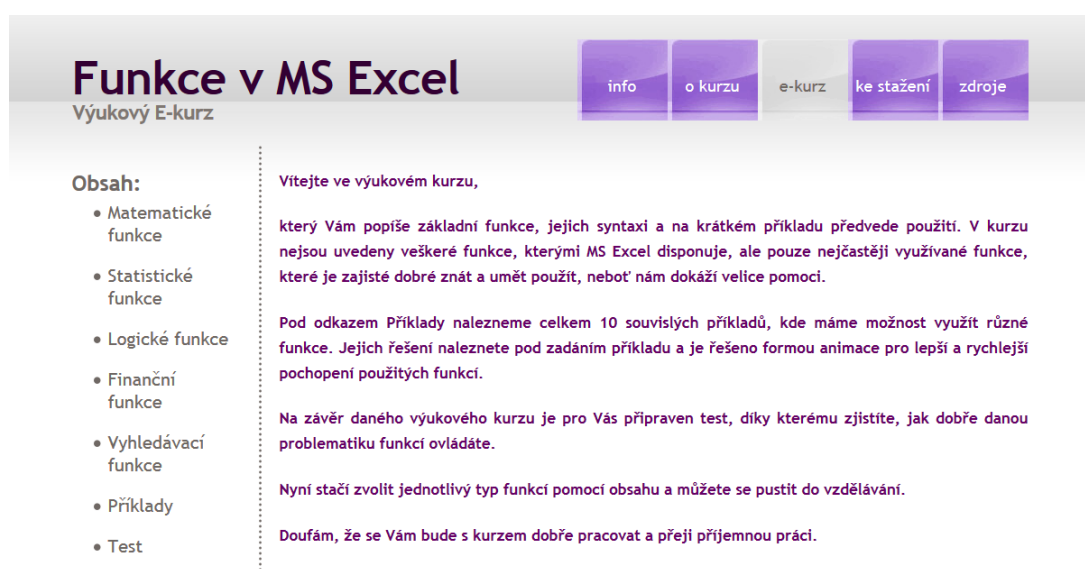 Funkce v MS Excel
Výukový E-kurz
info
o kurzu
e-kurz
ke stažení
zdroje
Obsah:
• Matematické
funkce
• Statistické
funkce
• Logické funkce
• Finanční
funkce
• Vyhledávací
funkce
• Příklady
• Test
Vítejte ve výukovém kurzu,
který Vám popíše základní funkce, jejich syntaxi a na krátkém příkladu předvede použití. V kurzu
nejsou uvedeny veškeré funkce, kterými MS Excel disponuje, ale pouze nejčastěji využívané funkce,
které je zajisté dobré znát a umět použít, neboť nám dokáží velice pomoci.
Pod odkazem Příklady nalezneme celkem 10 souvislých příkladů, kde máme možnost využít různé
funkce. Jejich řešení naleznete pod zadáním příkladu a je řešeno formou animace pro lepší a rychlejší
pochopení použitých funkcí.
Na závěr daného výukového kurzu je pro Vás připraven test, díky kterému zjistíte, jak dobře danou
problematiku funkcí ovládáte.
Nyní stačí zvolit jednotlivý typ funkcí pomocí obsahu a můžete se pustit do vzdělávání.
Doufám, že se Vám bude s kurzem dobře pracovat a přeji příjemnou práci.